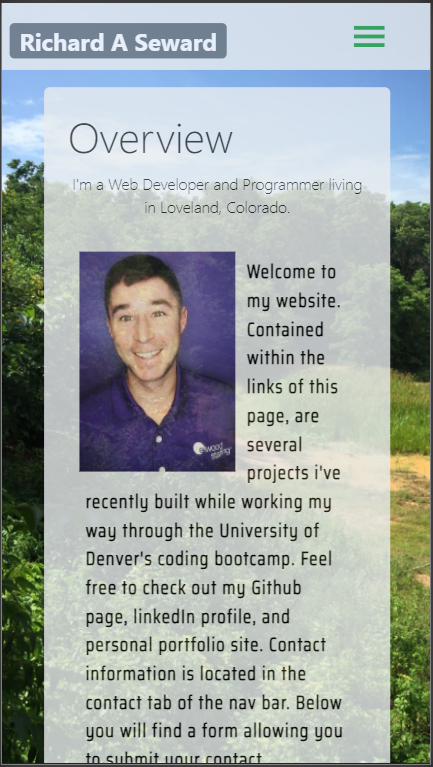 Richard A Seward
Overview
I'm a Web Developer and Programmer living
in Loveland, Colorado.
Welcome to
my website.
Contained
within the
links of this
page, are
several
projects i've
recently built while working my
way through the University of
Denver's coding bootcamp. Feel
free to check out my Github
page, linkedIn profile, and
personal portfolio site. Contact
information is located in the
contact tab of the nav bar. Below
you will find a form allowing you
to submit your contact